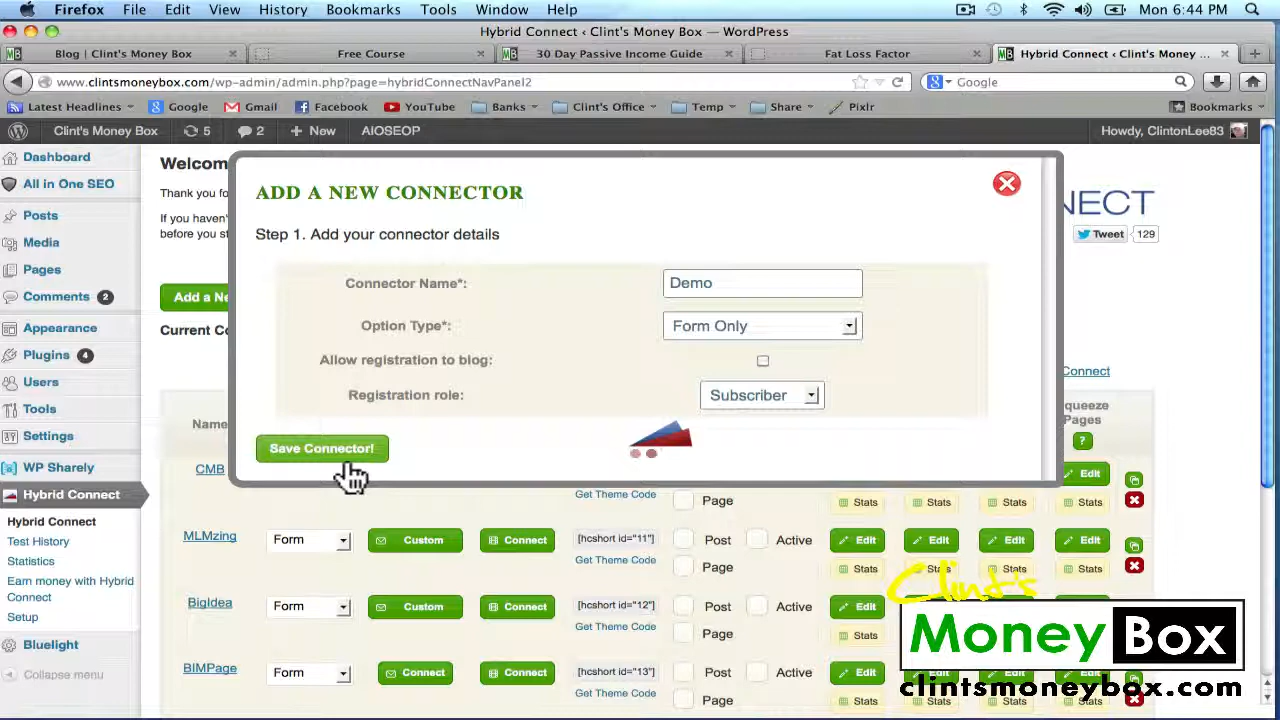 Firefox File Edit View History Bookmarks Tools Window Help Mon 6:44 PM
Hybrid Connect ‹ Clint's Money Box — WordPress
Blog | Clint's Money Box Free Course 30 Day Passive Income Guide Fat Loss Factor Hybrid Connect ‹ Clint's Money ...
www.clintsmoneybox.com/wp-admin/admin.php?page=hybridConnectNavPanel2 Google
Latest Headlines Google Gmail Facebook YouTube Banks Clint's Office Temp Share Pixlr Bookmarks
Clint's Money Box 5 2 + New AIOSEOP Howdy, ClintonLee83
Dashboard
All in One SEO
Posts
Media
Pages
Comments 2
Appearance
Plugins 4
Users
Tools
Settings
WP Sharely
Hybrid Connect
Hybrid Connect
Test History
Statistics
Earn money with Hybrid
Connect
Setup
Bluelight
Collapse menu
Welcom
Thank you fo
If you haven'
before you st
NECT
Tweet 129
Add a Ne
Current Co
Connect
ADD A NEW CONNECTOR
Step 1. Add your connector details
Connector Name*: Demo
Option Type*: Form Only
Allow registration to blog:
Registration role: Subscriber
Save Connector!
Name
queeze
Pages
?
CMB Edit
Get Theme Code Page Stats Stats Stats Stats
MLMzing Form Custom Connect [hcshort id="11"] Post Active Edit Edit Edit Edit
Get Theme Code Page Stats Stats Stats Stats
BigIdea Form Custom Connect [hcshort id="12"] Post Active Edit
Get Theme Code Page Stats
BIMPage Form Connect Connect [hcshort id="13"] Post Active Edit
Get Theme Code Page Stats Stats Stats Stats
Clint's
Money Box
clintsmoneybox.com